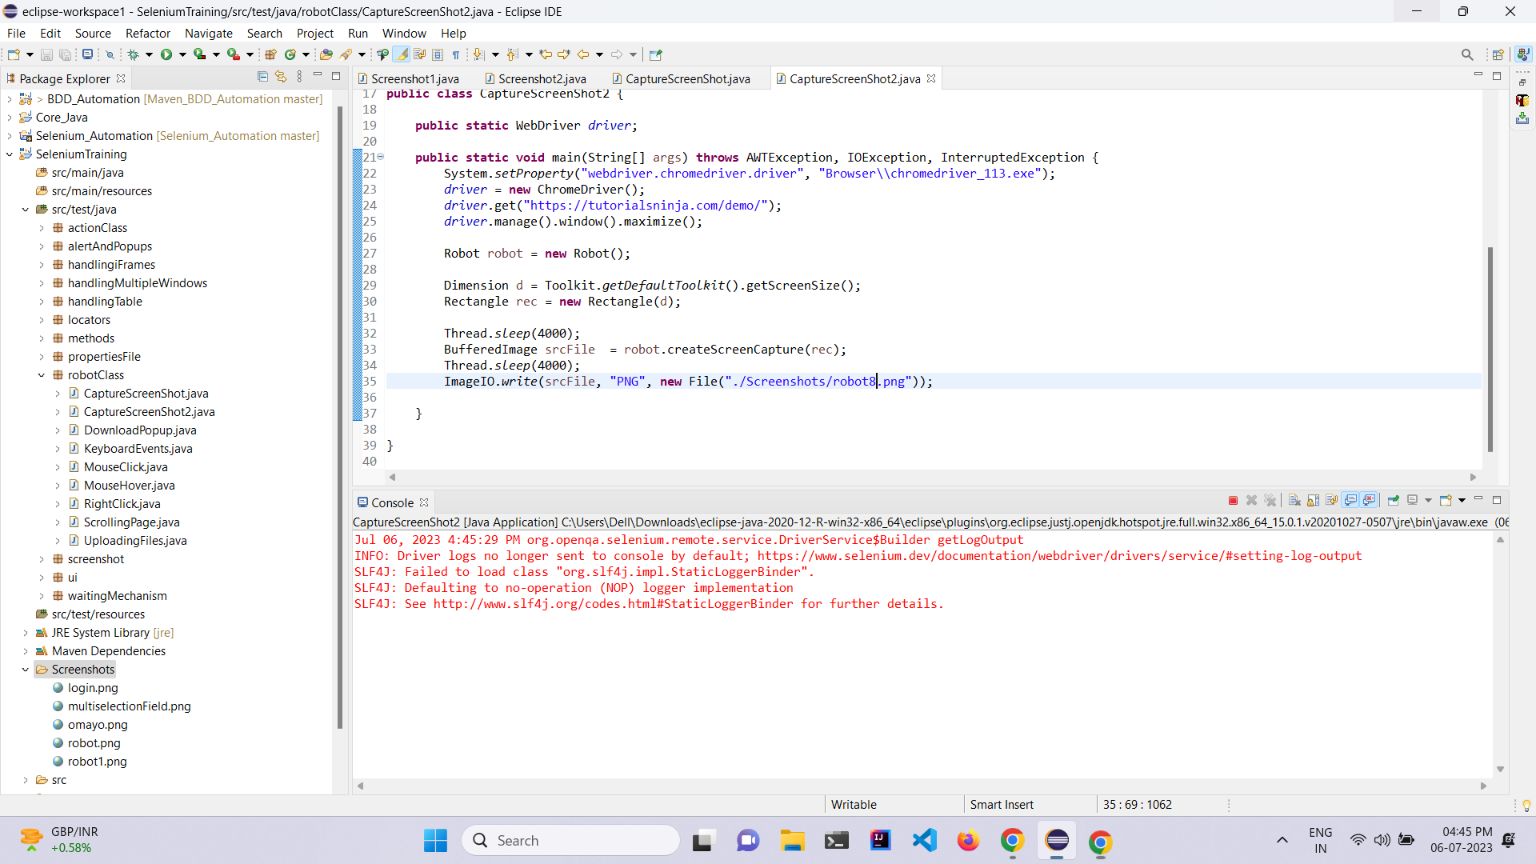 eclipse-workspace1 - SeleniumTraining/src/test/java/robotClass/CaptureScreenShot2.java - Eclipse IDE
File Edit Source Refactor Navigate Search Project Run Window Help
Package Explorer
> BDD_Automation [Maven_BDD_Automation master]
Core_Java
Selenium_Automation [Selenium_Automation master]
SeleniumTraining
src/main/java
src/main/resources
src/test/java
actionClass
alertAndPopups
handlingiFrames
handlingMultipleWindows
handlingTable
locators
methods
propertiesFile
robotClass
CaptureScreenShot.java
CaptureScreenShot2.java
DownloadPopup.java
KeyboardEvents.java
MouseClick.java
MouseHover.java
RightClick.java
ScrollingPage.java
UploadingFiles.java
screenshot
ui
waitingMechanism
src/test/resources
JRE System Library [jre]
Maven Dependencies
Screenshots
login.png
multiselectionField.png
omayo.png
robot.png
robot1.png
src
Screenshot1.java Screenshot2.java CaptureScreenShot.java CaptureScreenShot2.java
17 public class CaptureScreenShot2 {
18
19 public static WebDriver driver;
20
21 public static void main(String[] args) throws AWTException, IOException, InterruptedException {
22 System.setProperty("webdriver.chromedriver.driver", "Browser\\chromedriver_113.exe");
23 driver = new ChromeDriver();
24 driver.get("https://tutorialsninja.com/demo/");
25 driver.manage().window().maximize();
26
27 Robot robot = new Robot();
28
29 Dimension d = Toolkit.getDefaultToolkit().getScreenSize();
30 Rectangle rec = new Rectangle(d);
31
32 Thread.sleep(4000);
33 BufferedImage srcFile  = robot.createScreenCapture(rec);
34 Thread.sleep(4000);
35 ImageIO.write(srcFile, "PNG", new File("./Screenshots/robot8.png"));
36
37 }
38
39 }
40
Console
CaptureScreenShot2 [Java Application] C:\Users\Dell\Downloads\eclipse-java-2020-12-R-win32-x86_64\eclipse\plugins\org.eclipse.justj.openjdk.hotspot.jre.full.win32.x86_64_15.0.1.v20201027-0507\jre\bin\javaw.exe (06
Jul 06, 2023 4:45:29 PM org.openqa.selenium.remote.service.DriverService$Builder getLogOutput
INFO: Driver logs no longer sent to console by default; https://www.selenium.dev/documentation/webdriver/drivers/service/#setting-log-output
SLF4J: Failed to load class "org.slf4j.impl.StaticLoggerBinder".
SLF4J: Defaulting to no-operation (NOP) logger implementation
SLF4J: See http://www.slf4j.org/codes.html#StaticLoggerBinder for further details.
Writable Smart Insert 35 : 69 : 1062
GBP/INR
+0.58%
Search
ENG
IN
04:45 PM
06-07-2023